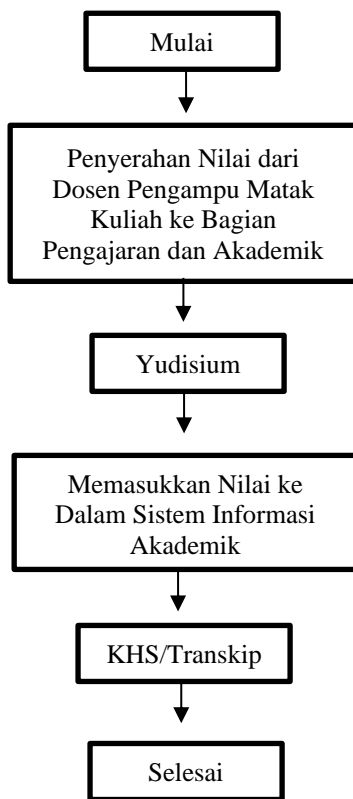 Mulai
Penyerahan Nilai dari
Dosen Pengampu Matak
Kuliah ke Bagian
Pengajaran dan Akademik
Yudisium
Memasukkan Nilai ke
Dalam Sistem Informasi
Akademik
KHS/Transkip
Selesai